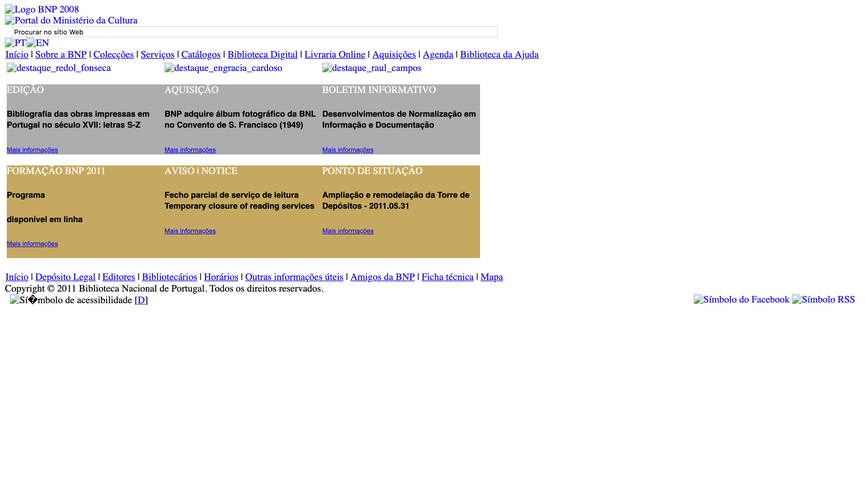 Logo BNP 2008
Portal do Ministério da Cultura
Procurar no sítio Web
PT EN
Início | Sobre a BNP | Colecções | Serviços | Catálogos | Biblioteca Digital | Livraria Online | Aquisições | Agenda | Biblioteca da Ajuda
destaque_redol_fonseca destaque_engracia_cardoso destaque_raul_campos
EDIÇÃO
Bibliografia das obras impressas em
Portugal no século XVII: letras S-Z
Mais informações
AQUISIÇÃO
BNP adquire álbum fotográfico da BNL
no Convento de S. Francisco (1949)
Mais informações
BOLETIM INFORMATIVO
Desenvolvimentos de Normalização em
Informação e Documentação
Mais informações
FORMAÇÃO BNP 2011
Programa
disponível em linha
Mais informações
AVISO | NOTICE
Fecho parcial de serviço de leitura
Temporary closure of reading services
Mais informações
PONTO DE SITUAÇÃO
Ampliação e remodelação da Torre de
Depósitos - 2011.05.31
Mais informações
Início | Depósito Legal | Editores | Bibliotecários | Horários | Outras informações úteis | Amigos da BNP | Ficha técnica | Mapa
Copyright © 2011 Biblioteca Nacional de Portugal. Todos os direitos reservados.
Sí�mbolo de acessibilidade [D] Símbolo do Facebook Símbolo RSS